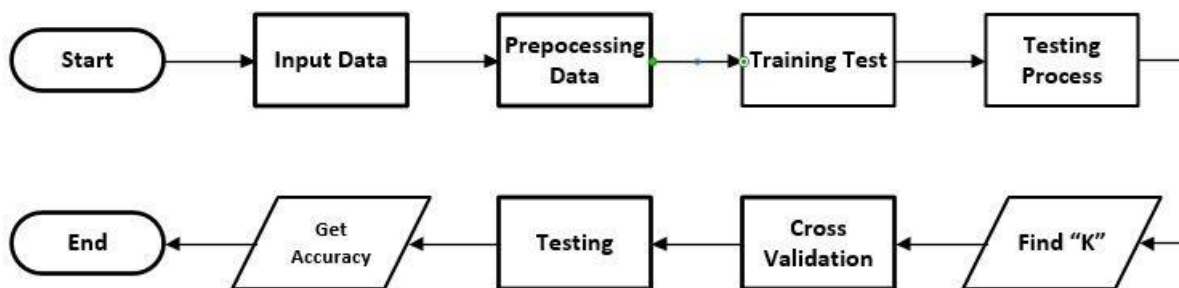 Start
Input Data
Prepocessing
Data
Training Test
Testing
Process
Find “K”
Cross
Validation
Testing
Get
Accuracy
End